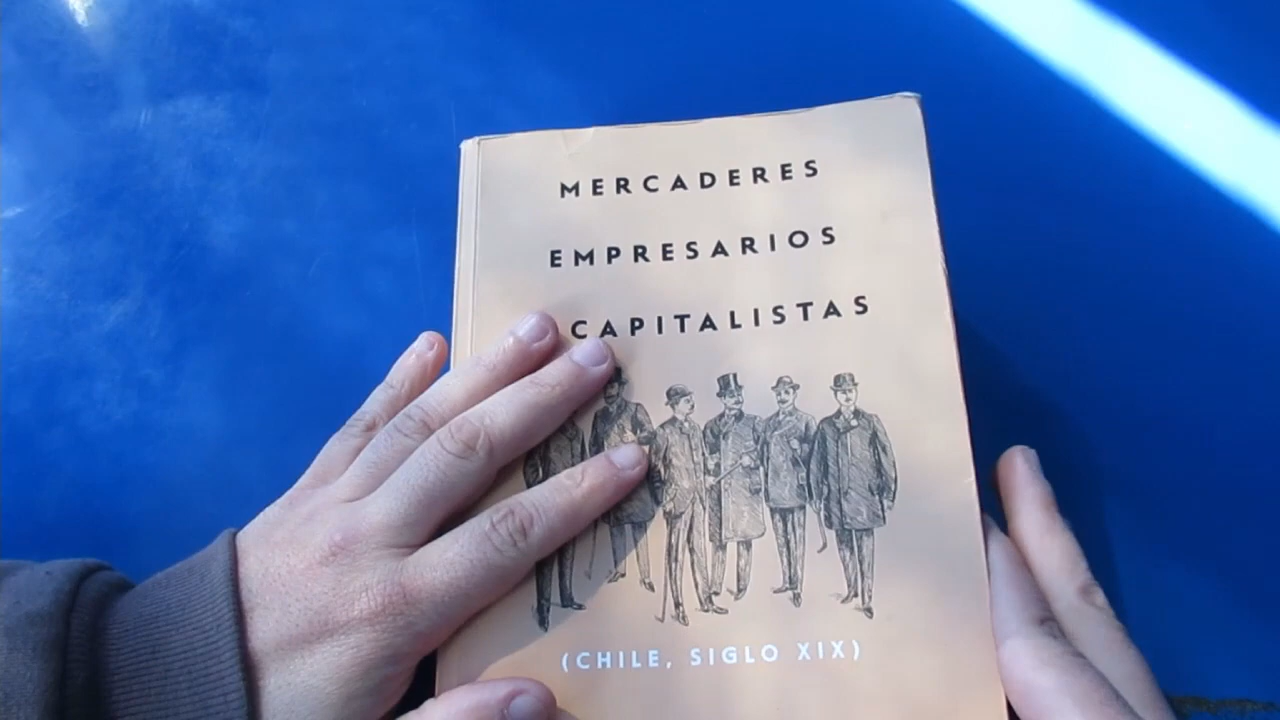 MERCADERES
EMPRESARIOS
CAPITALISTAS
(CHILE, SIGLO XIX)